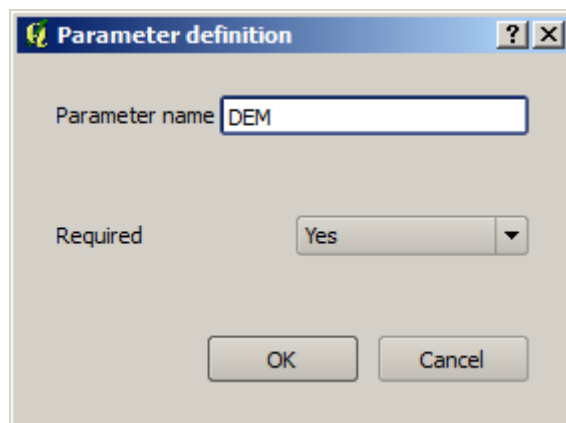 Parameter definition
Parameter name DEM
Required Yes
OK Cancel